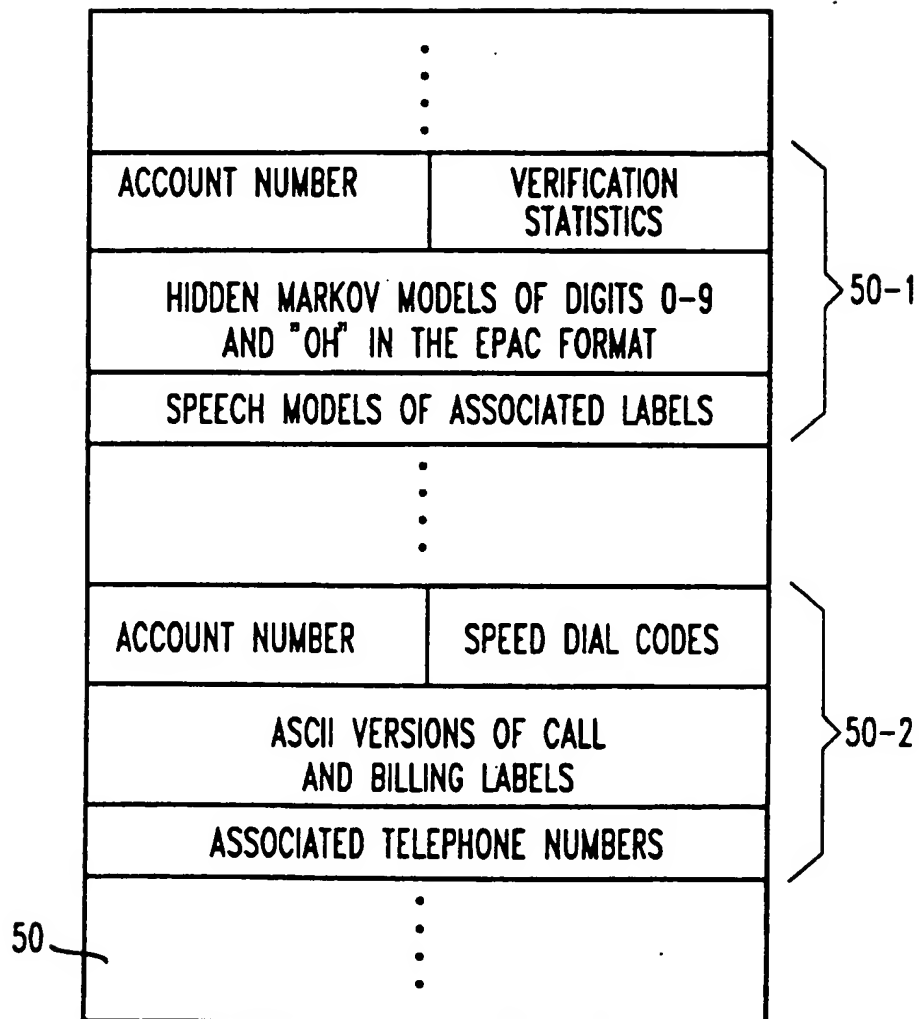 ACCOUNT NUMBER
VERIFICATION
STATISTICS
HIDDEN MARKOV MODELS OF DIGITS 0-9
AND "OH" IN THE EPAC FORMAT
SPEECH MODELS OF ASSOCIATED LABELS
50-1
ACCOUNT NUMBER
SPEED DIAL CODES
ASCII VERSIONS OF CALL
AND BILLING LABELS
ASSOCIATED TELEPHONE NUMBERS
50-2
50